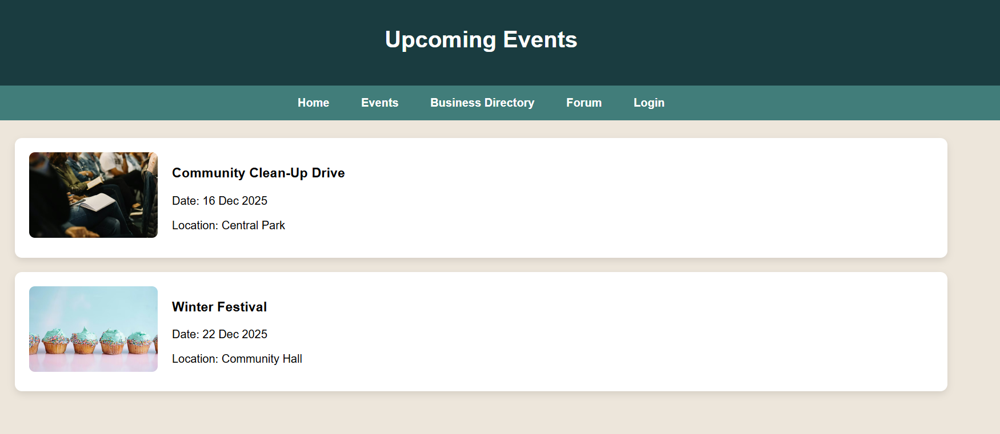 Upcoming Events
Home Events Business Directory Forum Login
Community Clean-Up Drive
Date: 16 Dec 2025
Location: Central Park
Winter Festival
Date: 22 Dec 2025
Location: Community Hall